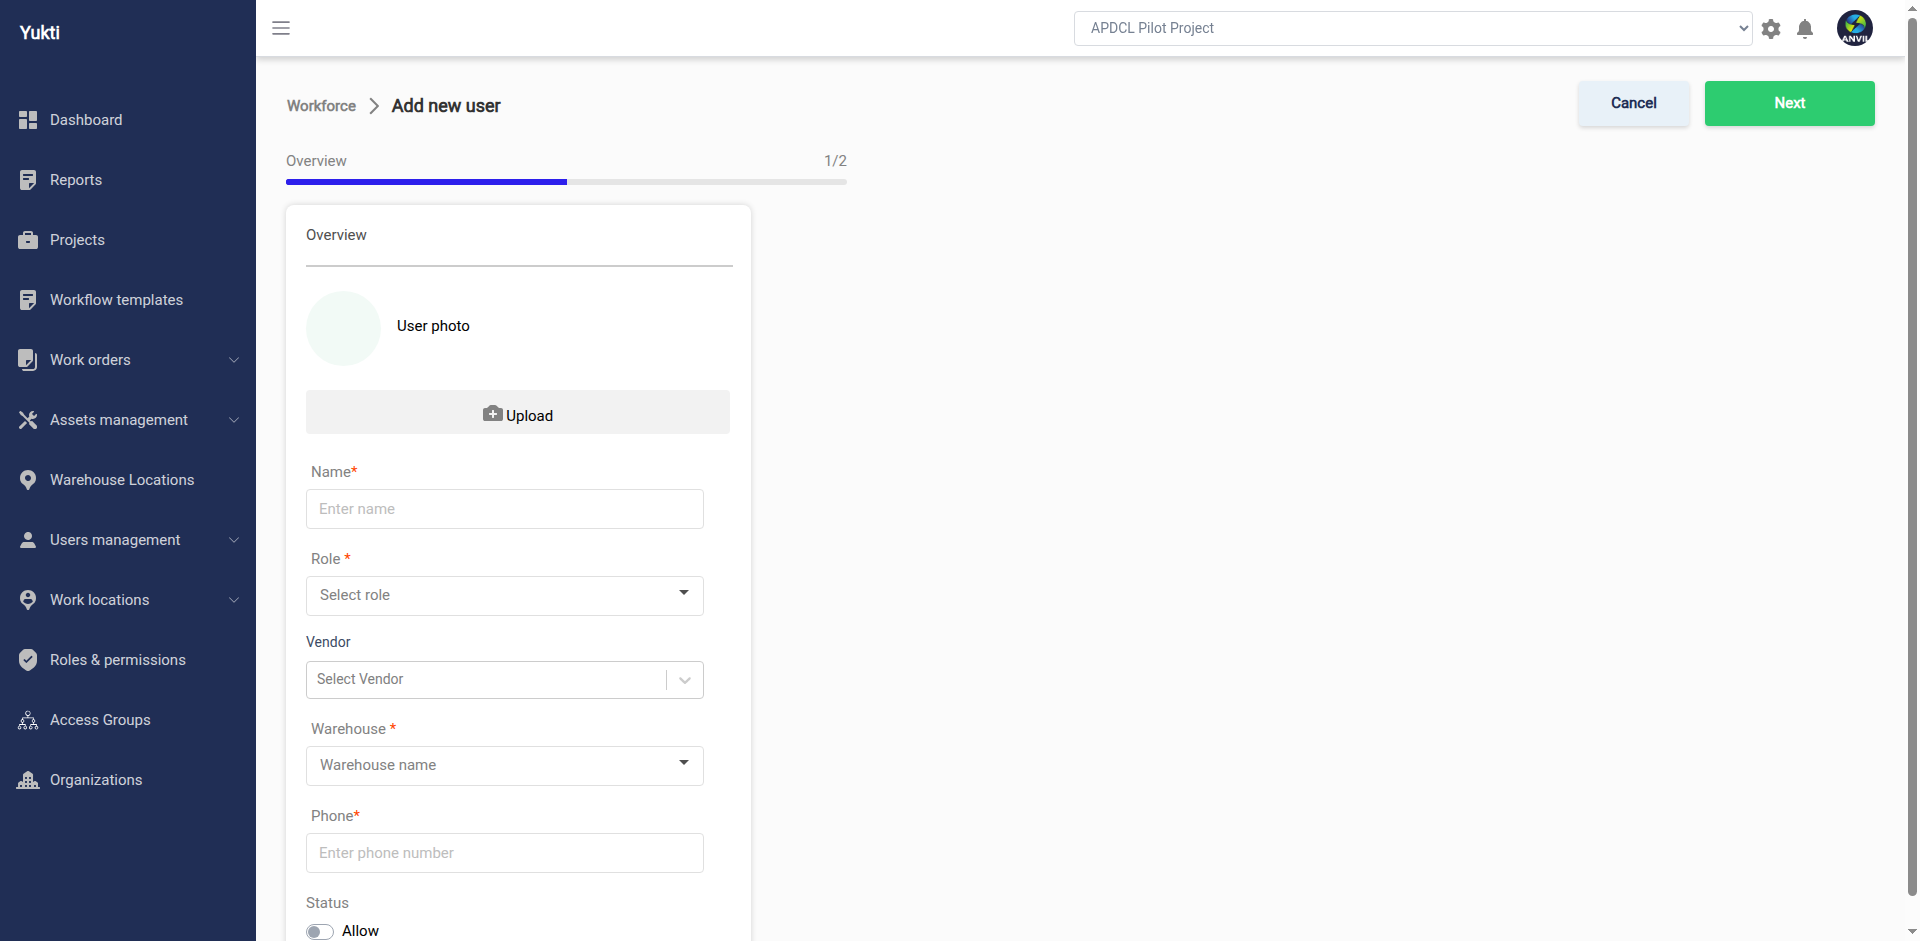 Yukti
APDCL Pilot Project
ANVIL
Workforce
Add new user
Cancel
Next
Dashboard
Reports
Projects
Workflow templates
Work orders
Assets management
Warehouse Locations
Users management
Work locations
Roles & permissions
Access Groups
Organizations
Overview
1/2
Overview
User photo
Upload
Name*
Enter name
Role *
Select role
Vendor
Select Vendor
Warehouse *
Warehouse name
Phone*
Enter phone number
Status
Allow